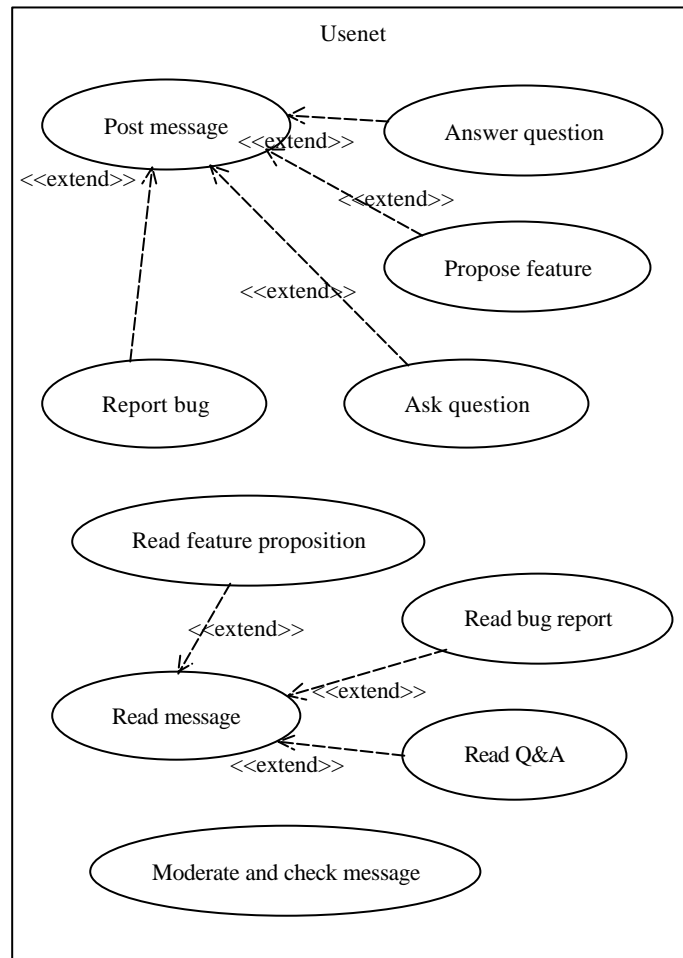 Usenet
Post message
Answer question
<<extend>>
<<extend>>
<<extend>>
Propose feature
<<extend>>
Report bug
Ask question
Read feature proposition
Read bug report
<<extend>>
<<extend>>
Read message
Read Q&A
<<extend>>
Moderate and check message